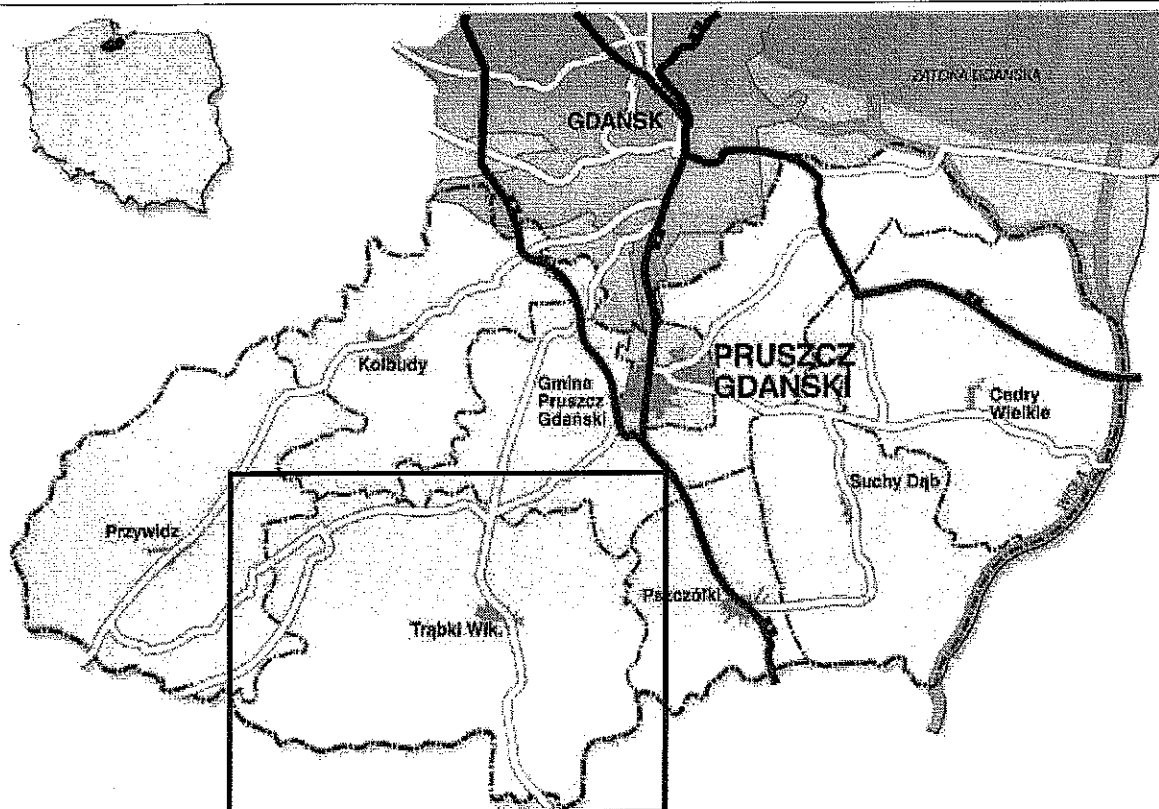 ZATOKA GDAŃSKA
GDAŃSK
Kolbudy
PRUSZCZ
GDAŃSKI
Gmina
Pruszcz
Gdański
Cedry
Wielkie
Suchy Dąb
Przywidz
Pszczółki
Trąbki Wlk.